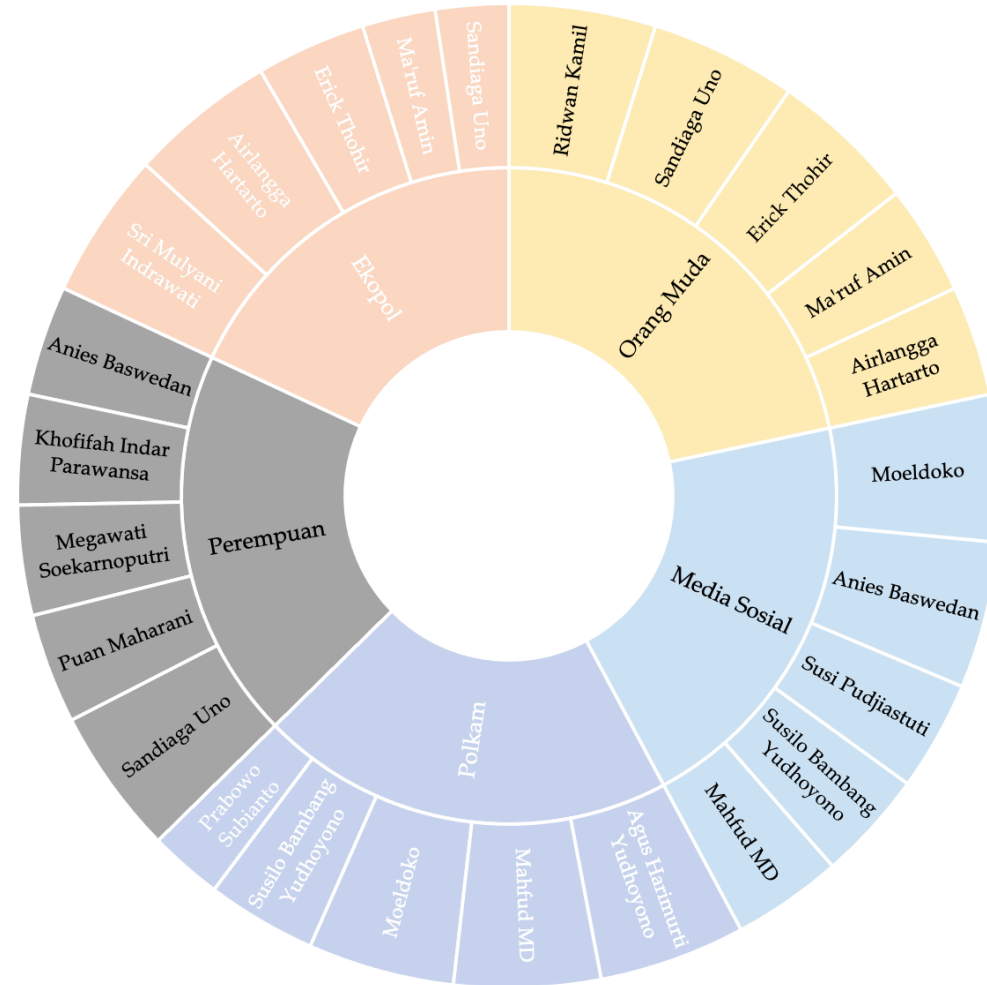 Orang Muda
Ridwan Kamil
Sandiaga Uno
Erick Thohir
Ma'ruf Amin
Airlangga
Hartarto
Media Sosial
Moeldoko
Anies Baswedan
Susi Pudjiastuti
Susilo Bambang
Yudhoyono
Mahfud MD
Polkam
Agus Harimurti
Yudhoyono
Mahfud MD
Moeldoko
Susilo Bambang
Yudhoyono
Prabowo
Subianto
Perempuan
Sandiaga Uno
Puan Maharani
Megawati
Soekarnoputri
Khofifah Indar
Parawansa
Anies Baswedan
Ekopol
Sri Mulyani
Indrawati
Airlangga
Hartarto
Erick Thohir
Ma'ruf Amin
Sandiaga Uno